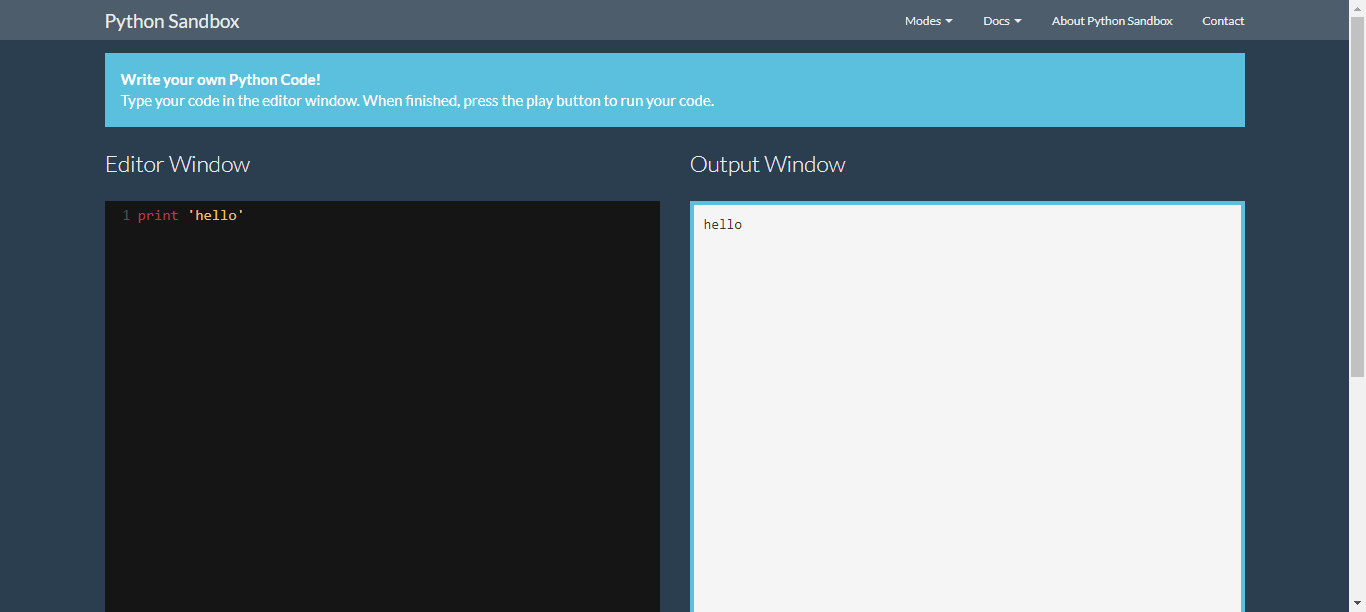 Python Sandbox
Modes Docs About Python Sandbox Contact
Write your own Python Code!
Type your code in the editor window. When finished, press the play button to run your code.
Editor Window
Output Window
1 print 'hello'
hello